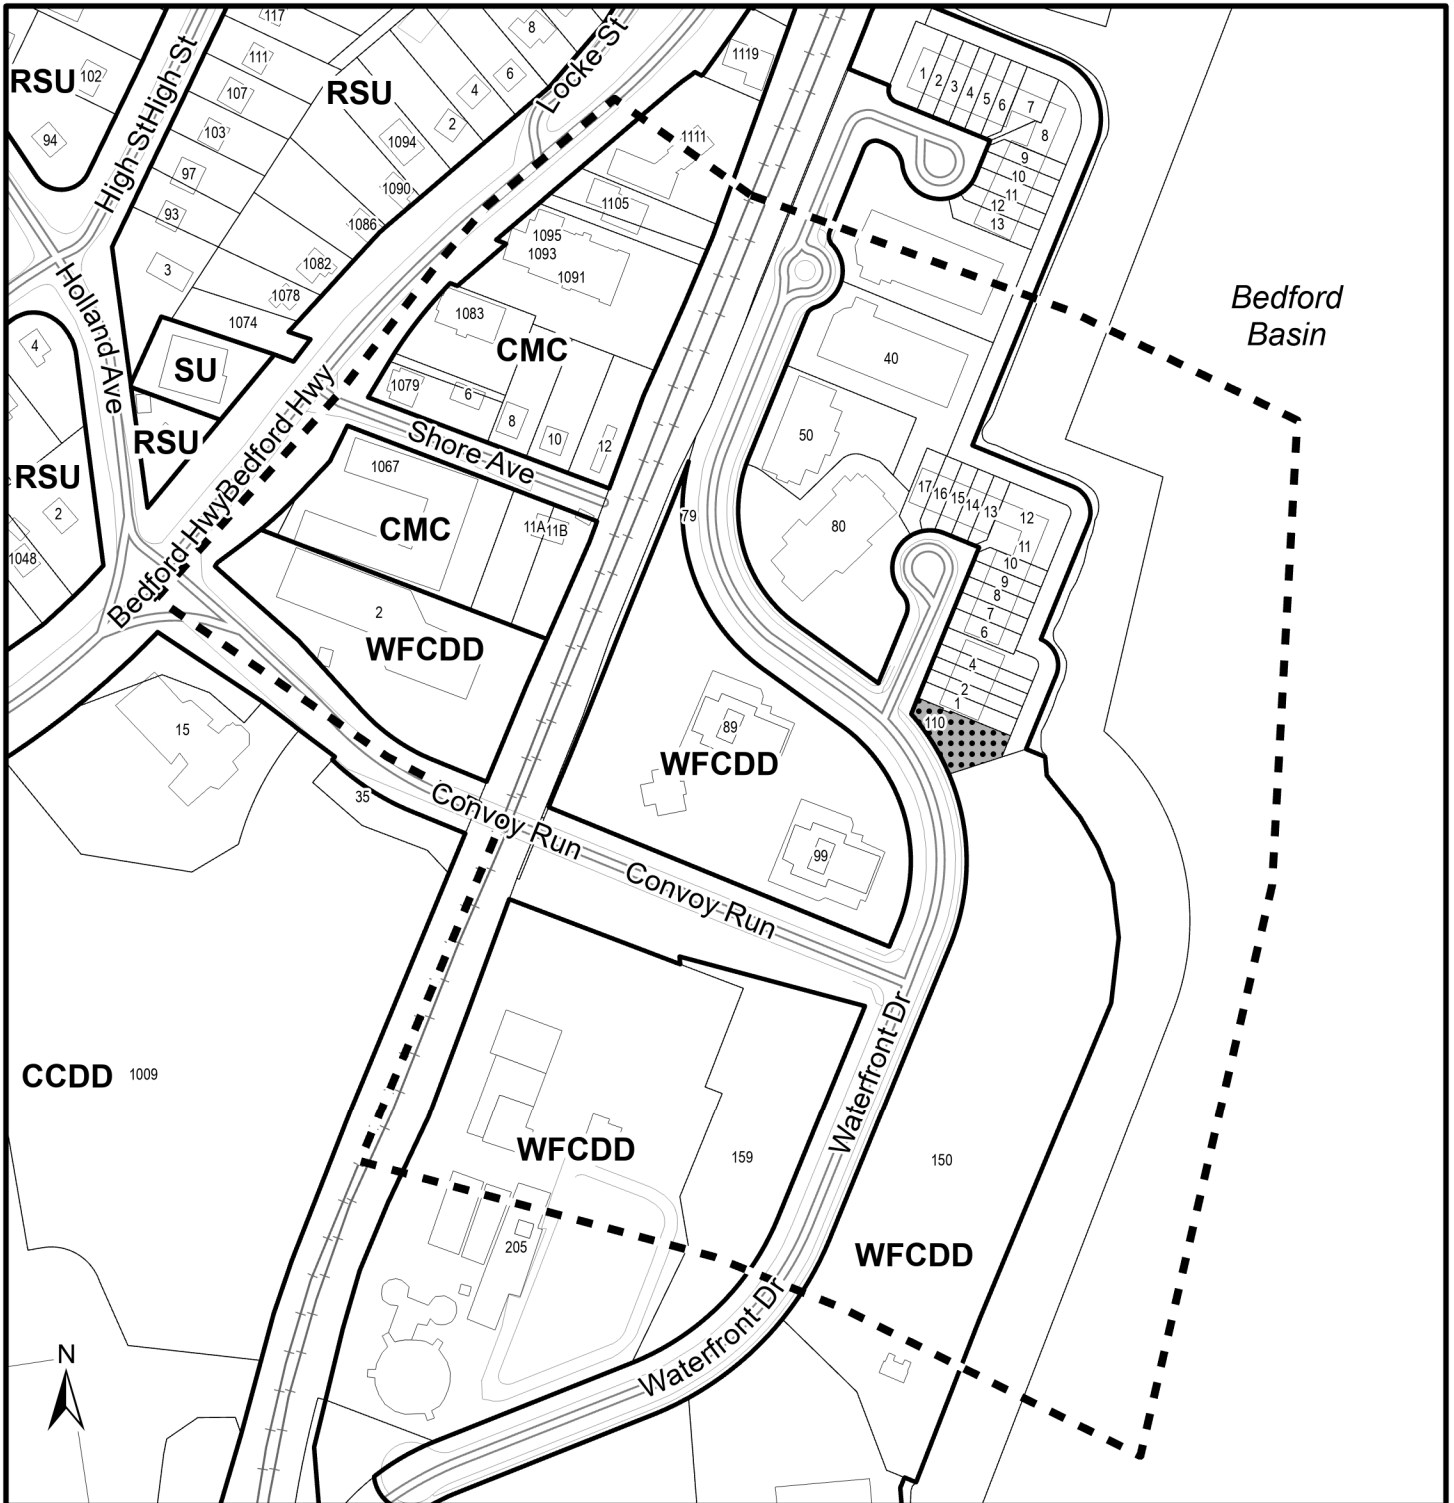 117
8
Locke St
1119
RSU
102
111
High St
High St
RSU
6
4
107
2
94
103
1094
1111
1
2
3
4
5
6
7
8
9
10
11
12
13
97
1090
1105
93
1086
1095
1093
1091
3
1082
1078
Holland Ave
1074
1083
Bedford
Basin
4
SU
CMC
40
1079
6
8
10
12
RSU
Bedford Hwy
Shore Ave
50
RSU
1067
17
16
15
14
13
12
11
10
9
8
7
6
4
2
1
2
CMC
11A
11B
79
80
1048
Bedford Hwy
2
WFCDD
15
89
110
WFCDD
35
Convoy Run
99
Convoy Run
CCDD 1009
Waterfront Dr
WFCDD
159
150
205
WFCDD
Waterfront Dr
N